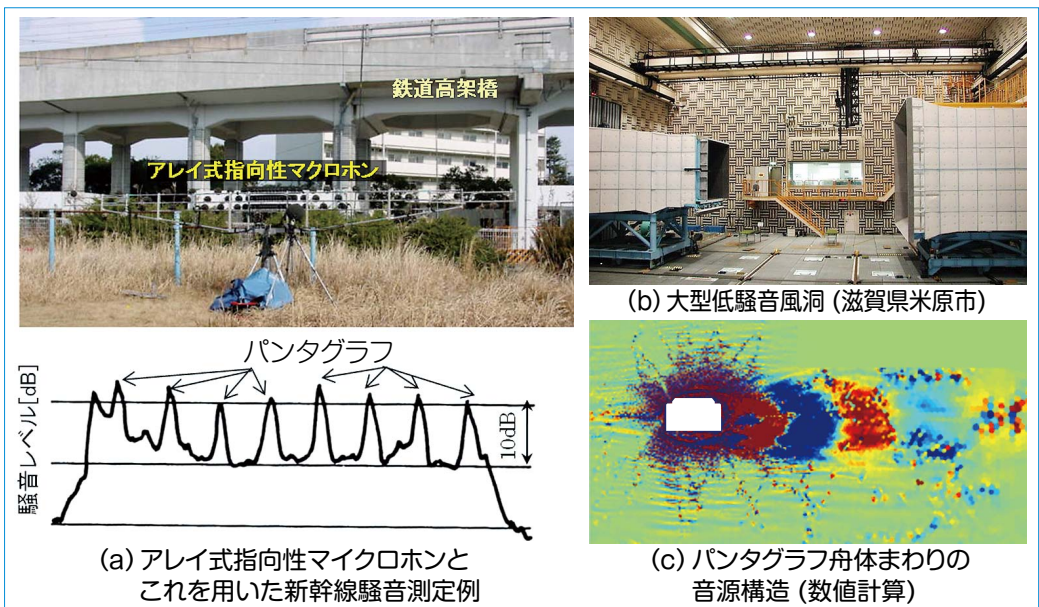 鉄道高架橋
アレイ式指向性マクロホン
パンタグラフ
騒音レベル[dB]
10dB
(a) アレイ式指向性マイクロホンと
これを用いた新幹線騒音測定例
(b) 大型低騒音風洞 (滋賀県米原市)
(c) パンタグラフ舟体まわりの
音源構造 (数値計算)